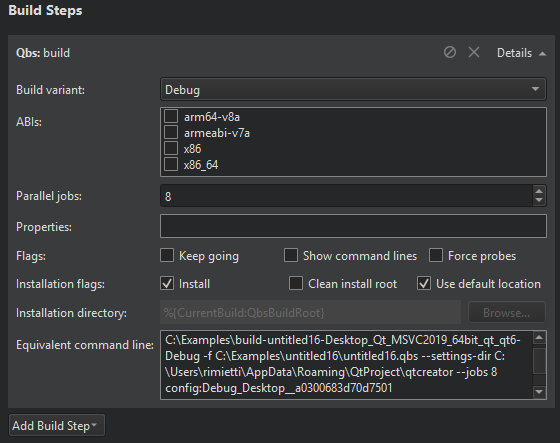 Build Steps
Qbs: build
Details
Build variant: Debug
ABIs: arm64-v8a
armeabi-v7a
x86
x86_64
Parallel jobs: 8
Properties:
Flags: Keep going Show command lines Force probes
Installation flags: Install Clean install root Use default location
Installation directory: %{CurrentBuild:QbsBuildRoot} Browse...
Equivalent command line: C:\Examples\build-untitled16-Desktop_Qt_MSVC2019_64bit_qt_qt6-
Debug -f C:\Examples\untitled16\untitled16.qbs --settings-dir C:
\Users\rimietti\AppData\Roaming\QtProject\qtcreator --jobs 8
config:Debug_Desktop__a0300683d70d7501
Add Build Step